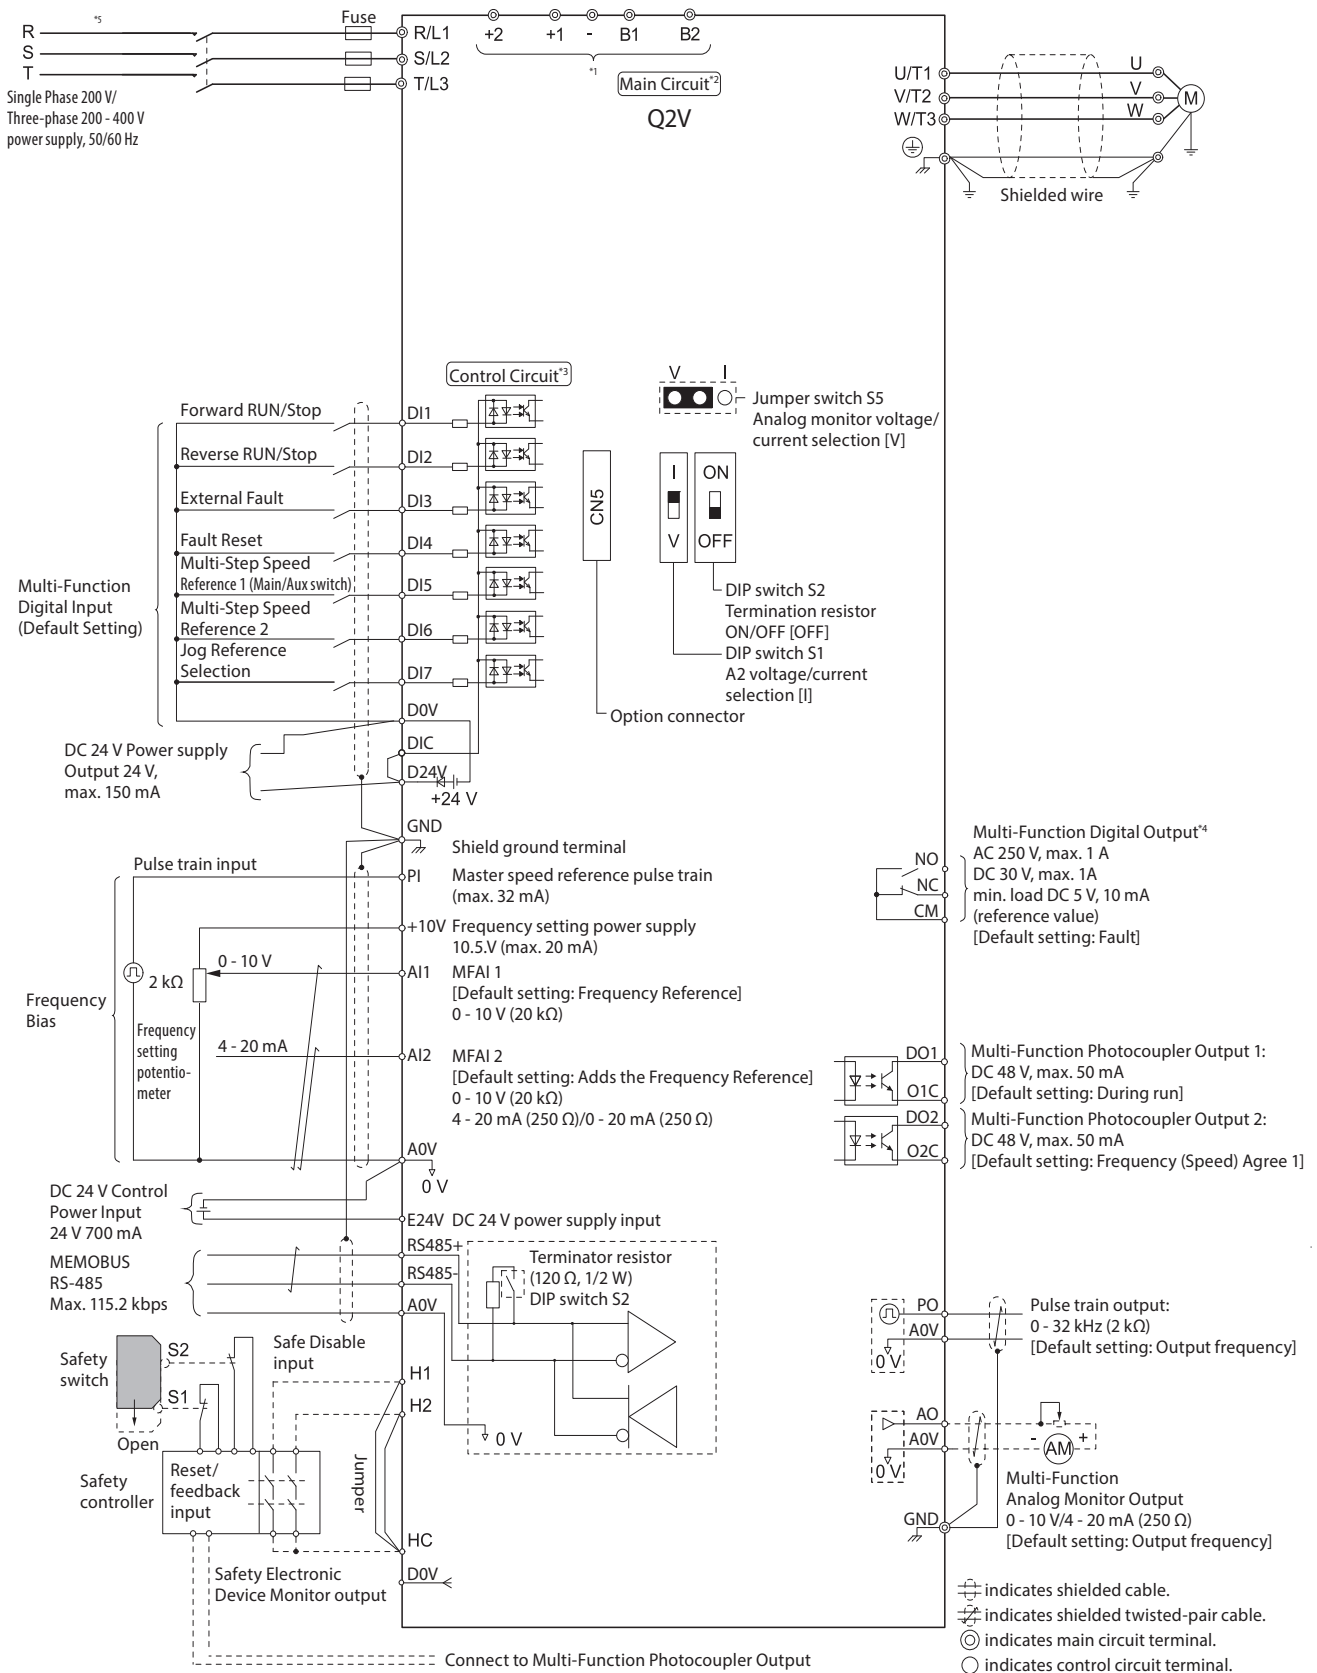 *5
Fuse
R
S
T
R/L1
S/L2
T/L3
+2
+1
-
B1
B2
*1
Main Circuit*2
Q2V
Single Phase 200 V/
Three-phase 200 - 400 V
power supply, 50/60 Hz
U/T1
V/T2
W/T3
U
V
W
M
Shielded wire
Control Circuit*3
V
I
Jumper switch S5
Analog monitor voltage/
current selection [V]
Forward RUN/Stop
DI1
Reverse RUN/Stop
DI2
External Fault
DI3
Fault Reset
DI4
Multi-Step Speed
Reference 1 (Main/Aux switch)
DI5
Multi-Step Speed
Reference 2
DI6
Jog Reference
Selection
DI7
Multi-Function
Digital Input
(Default Setting)
CN5
I
V
ON
OFF
DIP switch S2
Termination resistor
ON/OFF [OFF]
DIP switch S1
A2 voltage/current
selection [I]
Option connector
D0V
DIC
D24V
+24 V
DC 24 V Power supply
Output 24 V,
max. 150 mA
GND
Shield ground terminal
Pulse train input
PI
Master speed reference pulse train
(max. 32 mA)
+10V
Frequency setting power supply
10.5.V (max. 20 mA)
0 - 10 V
2 kΩ
AI1
MFAI 1
[Default setting: Frequency Reference]
0 - 10 V (20 kΩ)
Frequency
Bias
Frequency
setting
potentio-
meter
4 - 20 mA
AI2
MFAI 2
[Default setting: Adds the Frequency Reference]
0 - 10 V (20 kΩ)
4 - 20 mA (250 Ω)/0 - 20 mA (250 Ω)
A0V
0 V
NO
NC
CM
Multi-Function Digital Output*4
AC 250 V, max. 1 A
DC 30 V, max. 1A
min. load DC 5 V, 10 mA
(reference value)
[Default setting: Fault]
DO1
O1C
Multi-Function Photocoupler Output 1:
DC 48 V, max. 50 mA
[Default setting: During run]
DO2
O2C
Multi-Function Photocoupler Output 2:
DC 48 V, max. 50 mA
[Default setting: Frequency (Speed) Agree 1]
DC 24 V Control
Power Input
24 V 700 mA
E24V
DC 24 V power supply input
MEMOBUS
RS-485
Max. 115.2 kbps
RS485+
RS485-
A0V
Terminator resistor
(120 Ω, 1/2 W)
DIP switch S2
0 V
PO
A0V
0 V
Pulse train output:
0 - 32 kHz (2 kΩ)
[Default setting: Output frequency]
Safety
switch
S2
S1
Open
Safe Disable
input
H1
H2
Jumper
HC
D0V
Safety
controller
Reset/
feedback
input
Safety Electronic
Device Monitor output
AO
A0V
0 V
-
+
AM
Multi-Function
Analog Monitor Output
0 - 10 V/4 - 20 mA (250 Ω)
[Default setting: Output frequency]
GND
indicates shielded cable.
indicates shielded twisted-pair cable.
indicates main circuit terminal.
indicates control circuit terminal.
Connect to Multi-Function Photocoupler Output